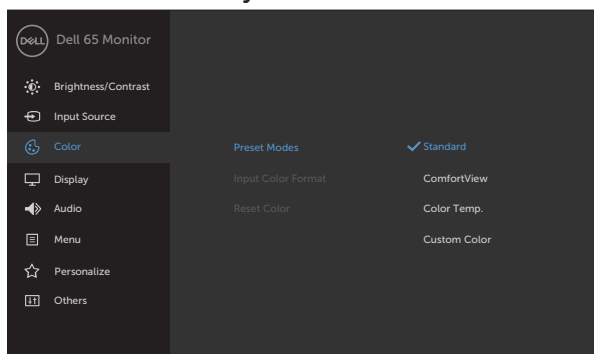 DELL Dell 65 Monitor
Brightness/Contrast
Input Source
Color Preset Modes Standard
Display Input Color Format ComfortView
Audio Reset Color Color Temp.
Menu Custom Color
Personalize
Others